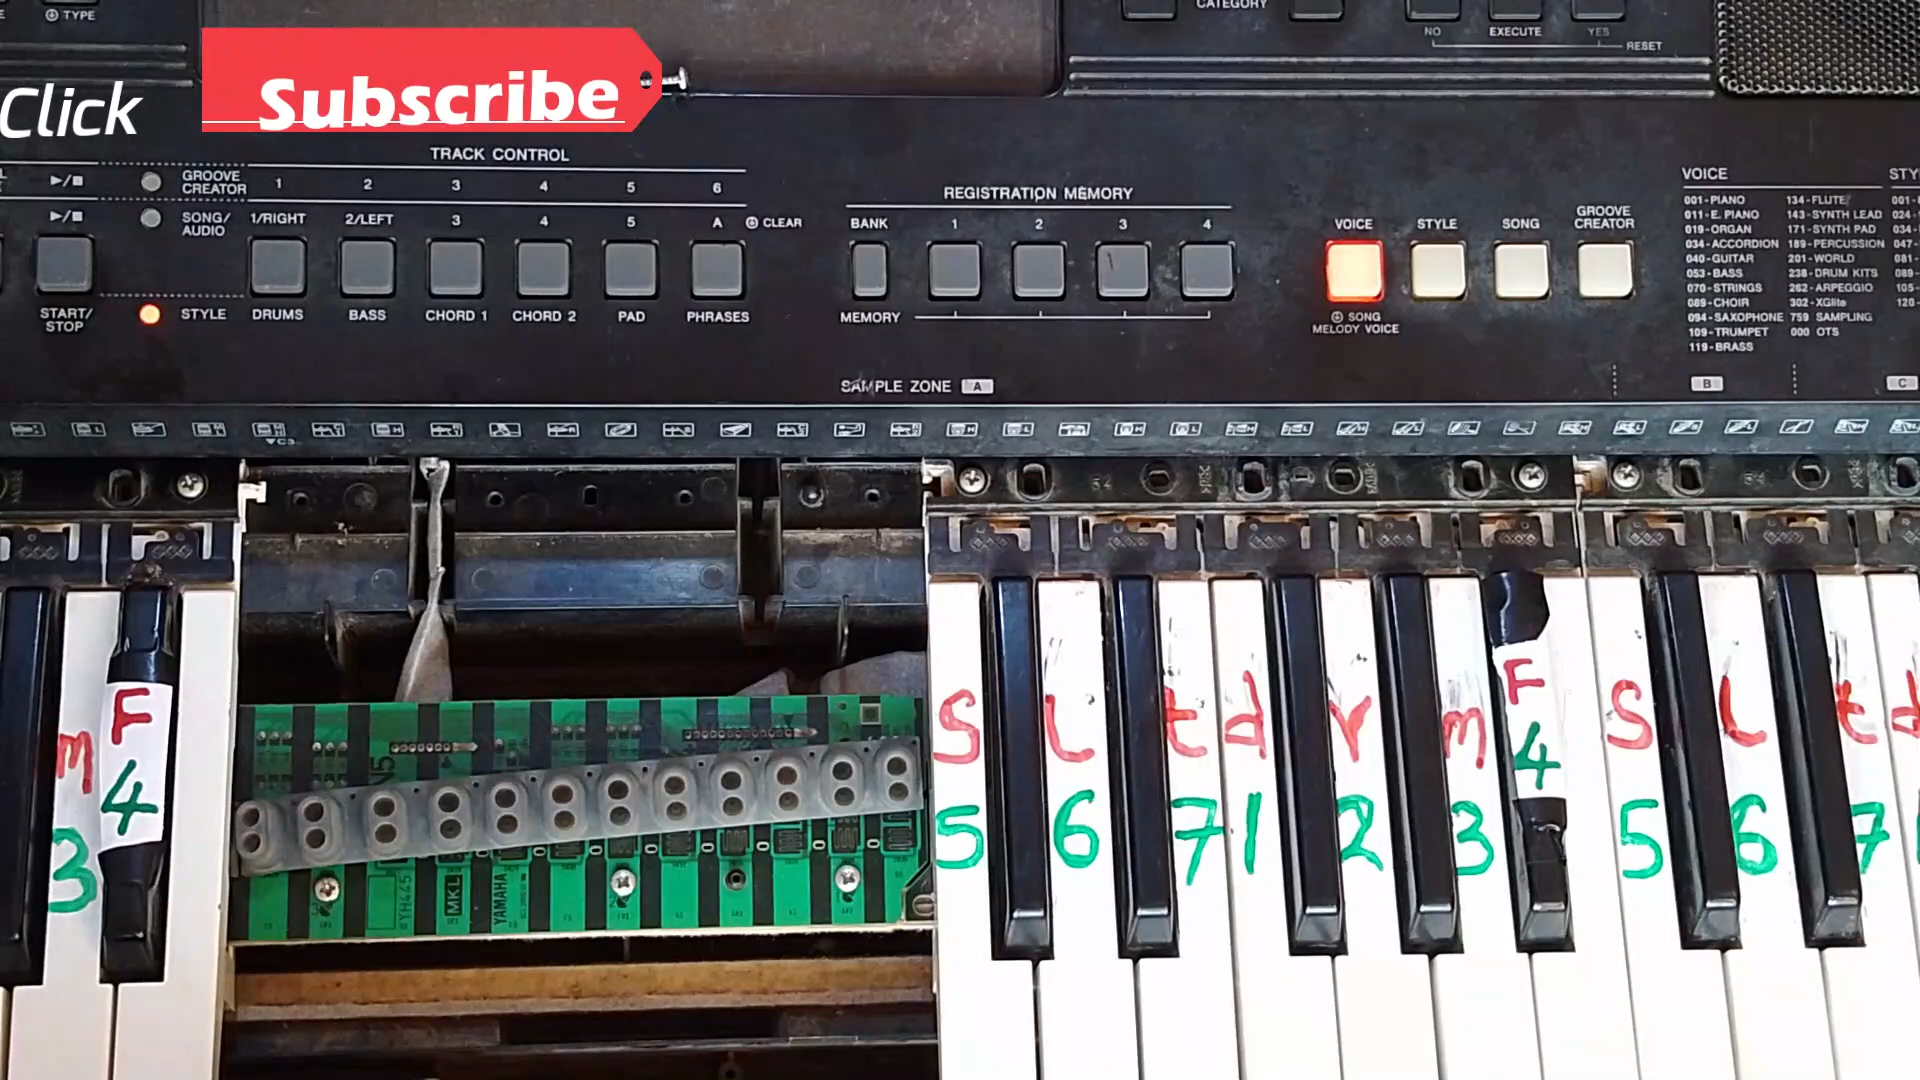 TYPE
CATEGORY
NO EXECUTE YES
RESET
Click
Subscribe
TRACK CONTROL
GROOVE CREATOR 1 2 3 4 5 6
SONG/AUDIO 1/RIGHT 2/LEFT 3 4 5 A CLEAR
START/STOP STYLE DRUMS BASS CHORD 1 CHORD 2 PAD PHRASES
REGISTRATION MEMORY
BANK 1 2 3 4
MEMORY
VOICE STYLE SONG GROOVE CREATOR
SONG
MELODY VOICE
VOICE
001-PIANO 134-FLUTE
011-E. PIANO 143-SYNTH LEAD
019-ORGAN 171-SYNTH PAD
034-ACCORDION 189-PERCUSSION
040-GUITAR 201-WORLD
053-BASS 238-DRUM KITS
070-STRINGS 262-ARPEGGIO
089-CHOIR 302-XGlite
094-SAXOPHONE 759 SAMPLING
109-TRUMPET 000 OTS
119-BRASS
SAMPLE ZONE A
B
C
C3
m F S l t d r m F S l t d
3 4 5 6 7 1 2 3 4 5 6 7
MKL
YAMAHA